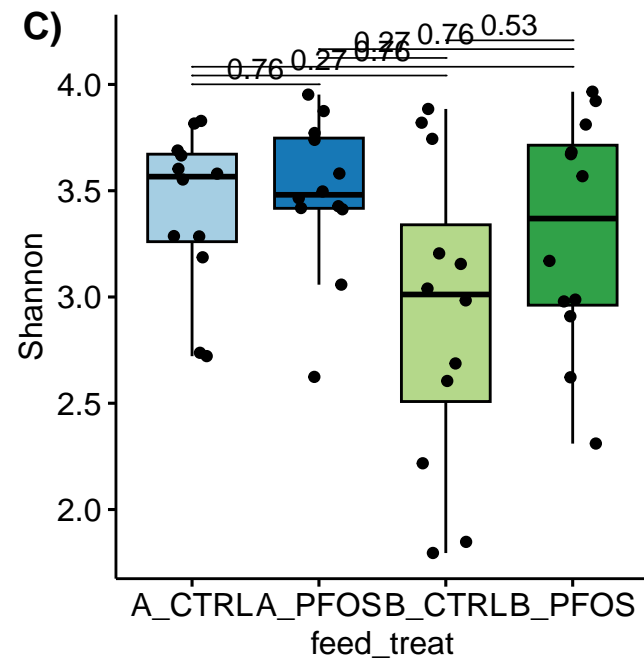 C)
0.53
0.76
0.27
0.76
0.27
0.76
4.0
3.5
3.0
2.5
2.0
Shannon
A_CTRL A_PFOS B_CTRL B_PFOS
feed_treat